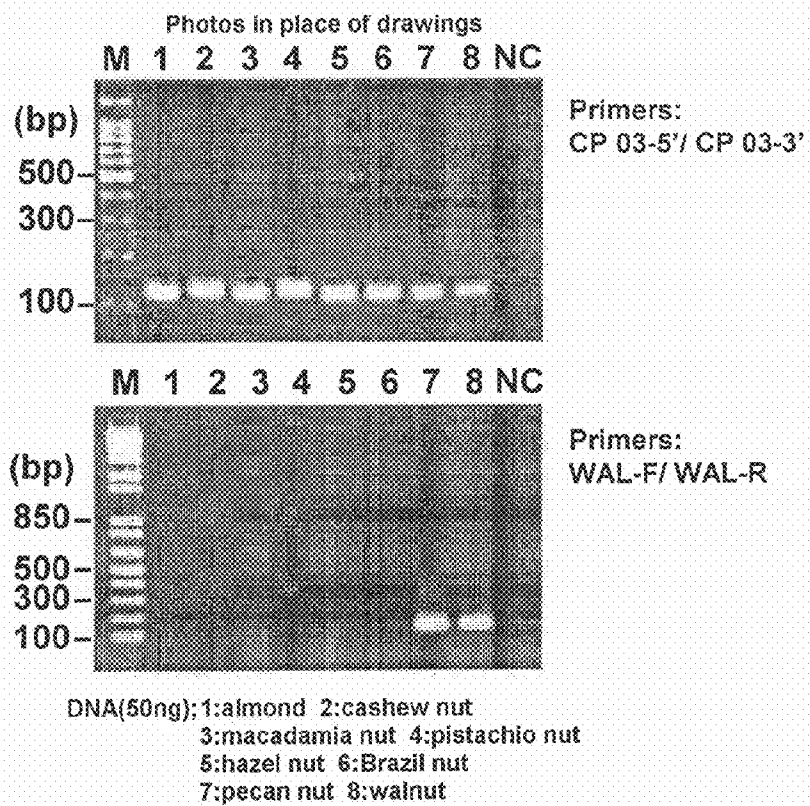 Photos in place of drawings
M 1 2 3 4 5 6 7 8 NC
(bp)
500
300
100
Primers:
CP 03-5'/ CP 03-3'
M 1 2 3 4 5 6 7 8 NC
(bp)
850
500
300
100
Primers:
WAL-F/ WAL-R
DNA(50ng);1:almond 2:cashew nut
3:macadamia nut 4:pistachio nut
5:hazel nut 6:Brazil nut
7:pecan nut 8:walnut